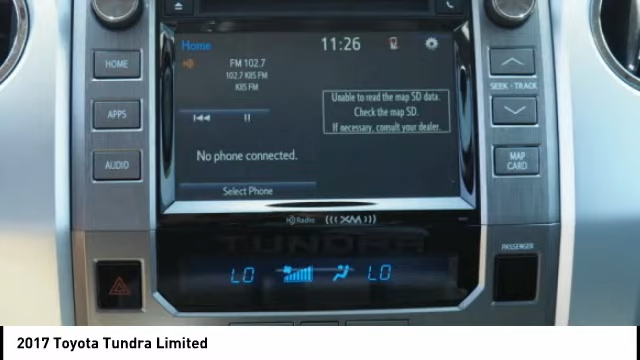 Home
11:26
FM 102.7
102.7 KIIS FM
KIIS FM
Unable to read the map SD data.
Check the map SD.
If necessary, consult your dealer.
No phone connected.
Select Phone
HOME
APPS
AUDIO
SEEK - TRACK
MAP
CARD
HD Radio
((( XM )))
TUNDRA
PASSENGER
LO
LO
2017 Toyota Tundra Limited